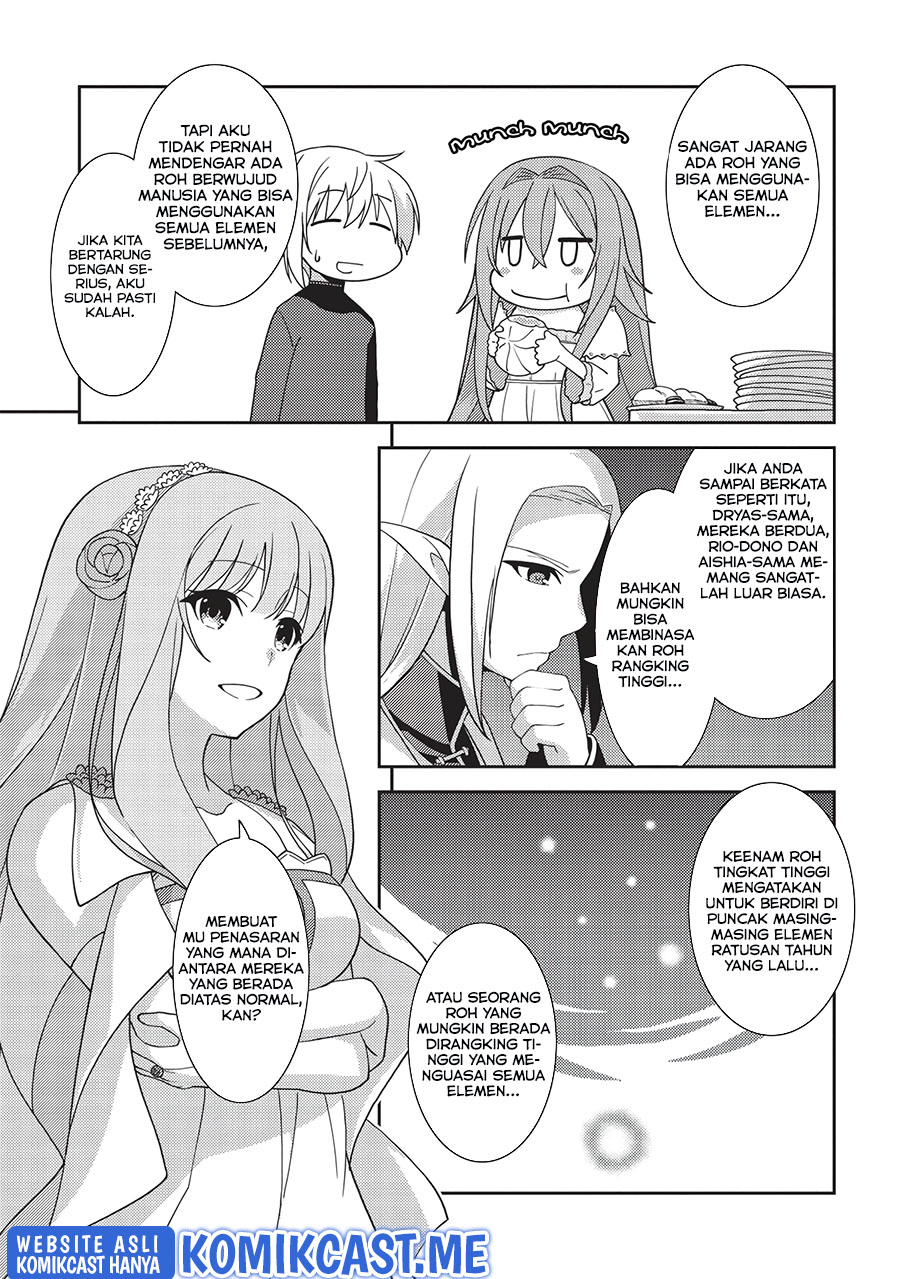 SANGAT JARANG
ADA ROH YANG
BISA MENGGUNA-
KAN SEMUA
ELEMEN...
munch munch
TAPI AKU
TIDAK PERNAH
MENDENGAR ADA
ROH BERWUJUD
MANUSIA YANG BISA
MENGGUNAKAN
SEMUA ELEMEN
SEBELUMNYA,
JIKA KITA
BERTARUNG
DENGAN SE-
RIUS, AKU
SUDAH PASTI
KALAH.
JIKA ANDA
SAMPAI BERKATA
SEPERTI ITU,
DRYAS-SAMA,
MEREKA BERDUA,
RIO-DONO DAN
AISHIA-SAMA ME-
MANG SANGAT-
LAH LUAR BIASA.
BAHKAN
MUNGKIN
BISA
MEMBINASA
KAN ROH
RANGKING
TINGGI...
KEENAM ROH
TINGKAT TINGGI
MENGATAKAN
UNTUK BERDIRI DI
PUNCAK MASING-
MASING ELEMEN
RATUSAN TAHUN
YANG LALU...
ATAU SEORANG
ROH YANG
MUNGKIN BERADA
DIRANGKING TI-
NGGI YANG ME-
NGUASAI SEMUA
ELEMEN...
MEMBUAT
MU PENASARAN
YANG MANA DI-
ANTARA MEREKA
YANG BERADA
DIATAS NORMAL,
KAN?
WEBSITE ASLI
KOMIKCAST HANYA
KOMIKCAST.ME